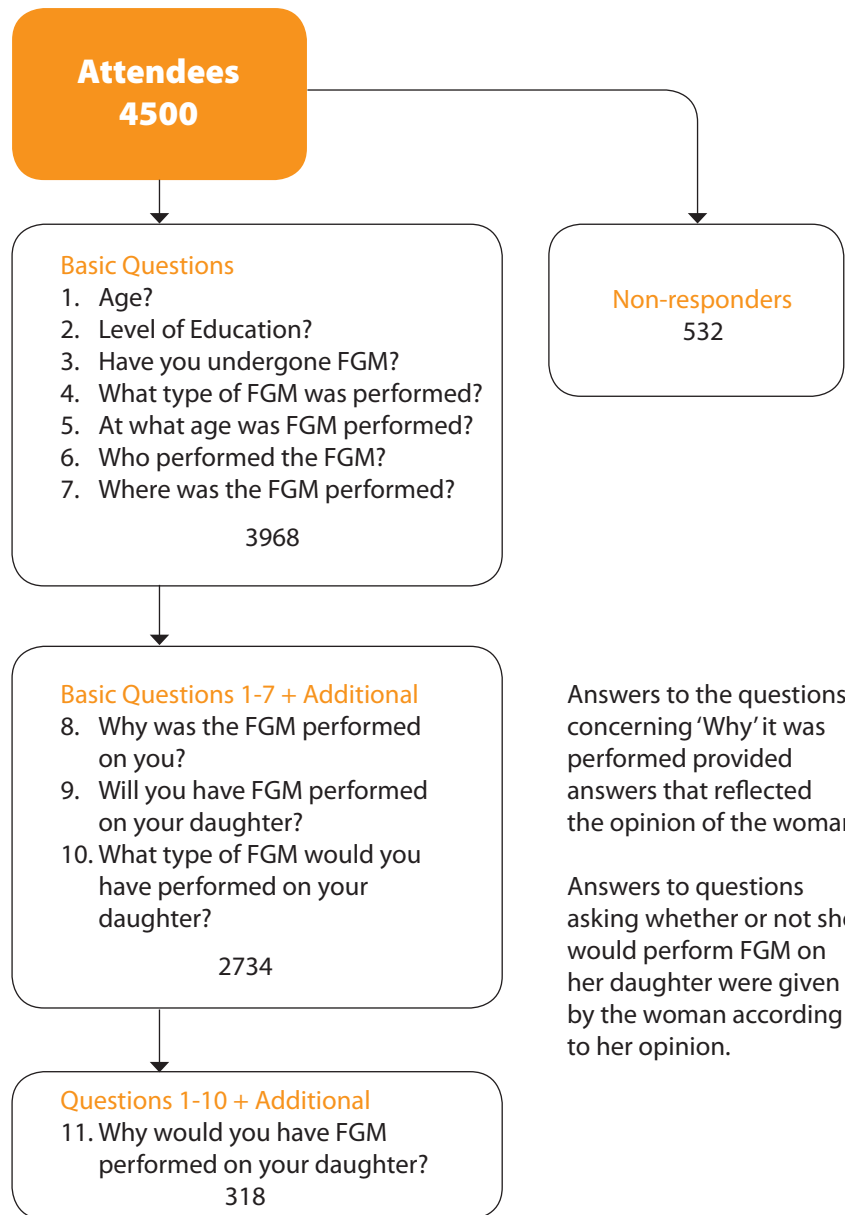 Attendees
4500
Basic Questions
1. Age?
2. Level of Education?
3. Have you undergone FGM?
4. What type of FGM was performed?
5. At what age was FGM performed?
6. Who performed the FGM?
7. Where was the FGM performed?
3968
Non-responders
532
Basic Questions 1-7 + Additional
8. Why was the FGM performed
on you?
9. Will you have FGM performed
on your daughter?
10. What type of FGM would you
have performed on your
daughter?
2734
Answers to the questions
concerning ‘Why’ it was
performed provided
answers that reflected
the opinion of the woman
Answers to questions
asking whether or not she
would perform FGM on
her daughter were given
by the woman according
to her opinion.
Questions 1-10 + Additional
11. Why would you have FGM
performed on your daughter?
318